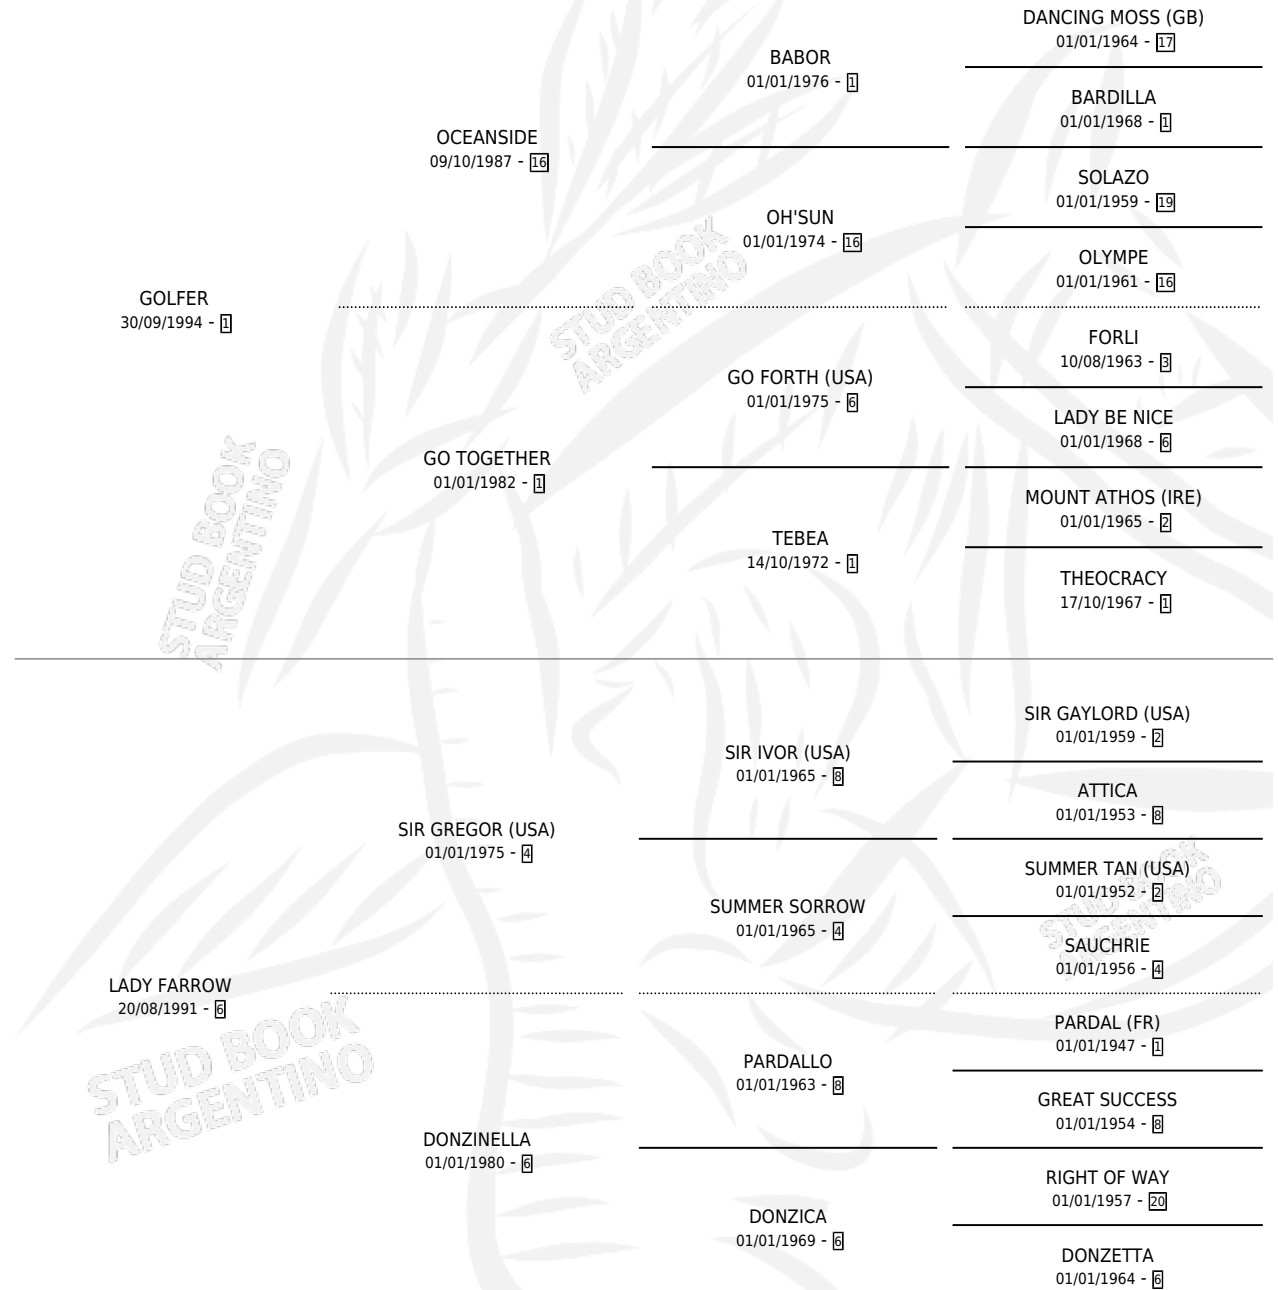 DANCING MOSS (GB)
01/01/1964 - 17
BABOR
01/01/1976 - 1
BARDILLA
01/01/1968 - 1
OCEANSIDE
09/10/1987 - 16
SOLAZO
01/01/1959 - 19
OH'SUN
01/01/1974 - 16
OLYMPE
01/01/1961 - 16
GOLFER
30/09/1994 - 1
FORLI
10/08/1963 - 3
GO FORTH (USA)
01/01/1975 - 6
LADY BE NICE
01/01/1968 - 6
GO TOGETHER
01/01/1982 - 1
MOUNT ATHOS (IRE)
01/01/1965 - 2
TEBEA
14/10/1972 - 1
THEOCRACY
17/10/1967 - 1
STUD BOOK
ARGENTINO
STUD BOOK
ARGENTINO
SIR GAYLORD (USA)
01/01/1959 - 2
SIR IVOR (USA)
01/01/1965 - 8
ATTICA
01/01/1953 - 8
SIR GREGOR (USA)
01/01/1975 - 4
SUMMER TAN (USA)
01/01/1952 - 2
SUMMER SORROW
01/01/1965 - 4
SAUCHRIE
01/01/1956 - 4
STUD BOOK
ARGENTINO
LADY FARROW
20/08/1991 - 6
PARDAL (FR)
01/01/1947 - 1
PARDALLO
01/01/1963 - 8
GREAT SUCCESS
01/01/1954 - 8
STUD BOOK
ARGENTINO
DONZINELLA
01/01/1980 - 6
RIGHT OF WAY
01/01/1957 - 20
DONZICA
01/01/1969 - 6
DONZETTA
01/01/1964 - 6